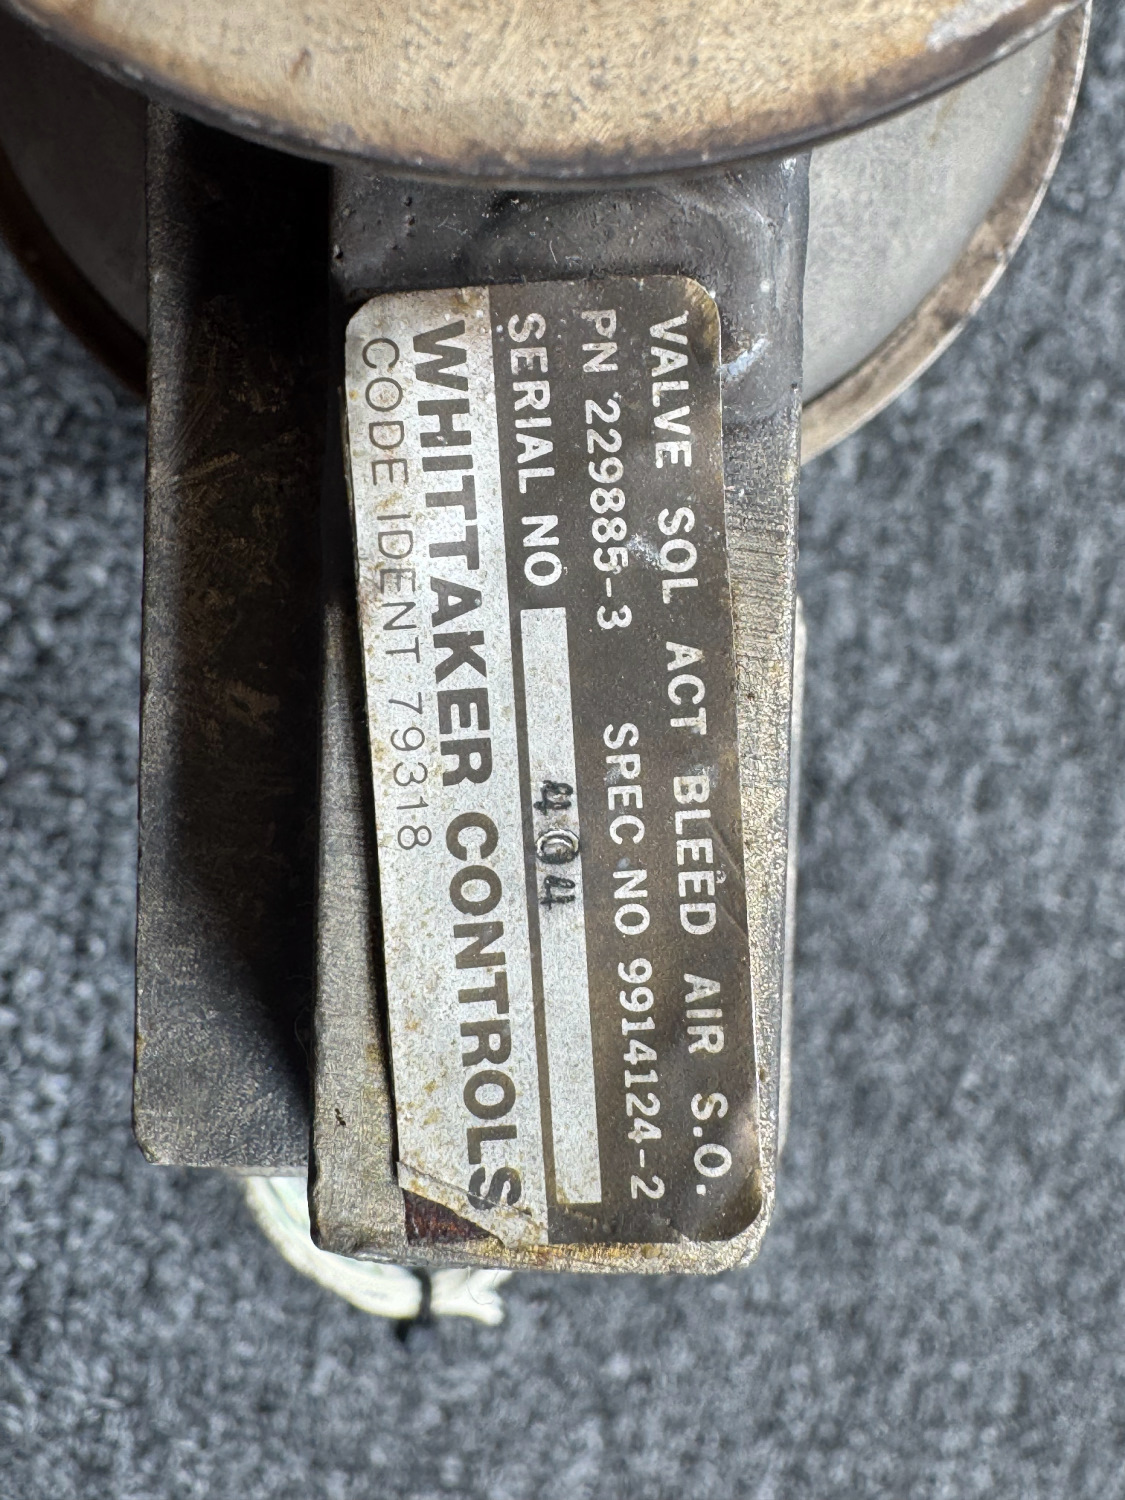 VALVE SOL ACT BLEED AIR S.O.
PN 229885-3 SPEC NO 9914124-2
SERIAL NO 404
WHITTAKER CONTROLS
CODE IDENT 79318